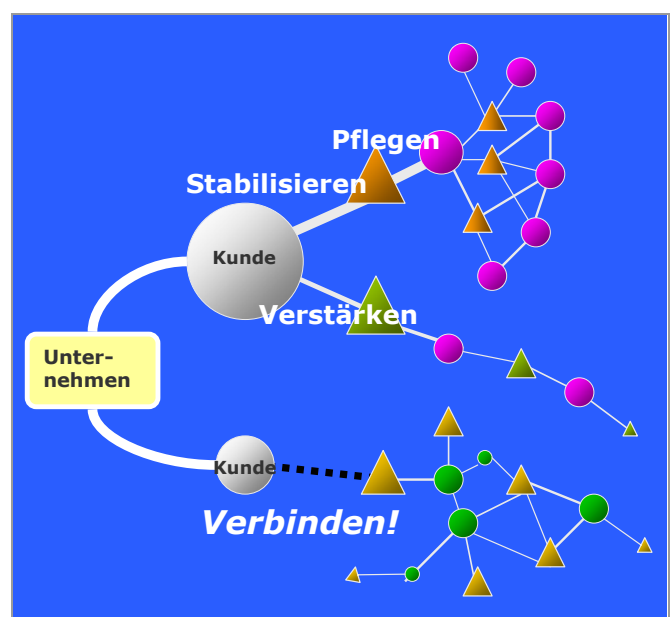 Pflegen
Stabilisieren
Kunde
Verstärken
Unter-
nehmen
Kunde
Verbinden!